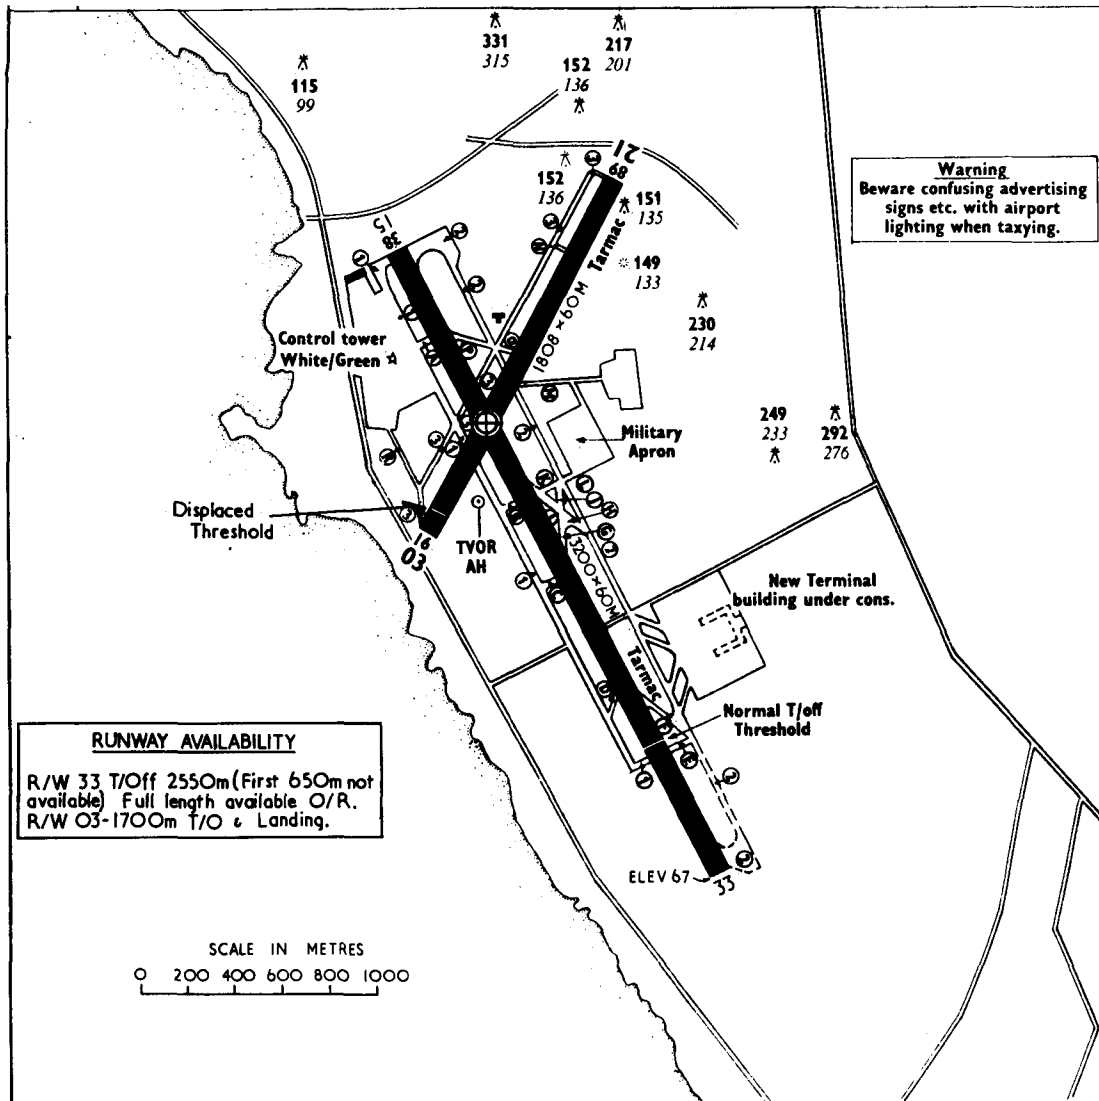 331
315
217
201
152
136
115
99
21
68
152
136
151
135
Warning
Beware confusing advertising
signs etc. with airport
lighting when taxying.
15
38
Tarmac
149
133
1808 × 60M
230
214
Control tower
White/Green
249
233
292
276
Military
Apron
Displaced
Threshold
16
03
TVOR
AH
3200×60M
New Terminal
building under cons.
Tarmac
Normal T/off
Threshold
RUNWAY AVAILABILITY
R/W 33 T/Off 2550m (First 650m not
available) Full length available O/R.
R/W 03-1700m T/O & Landing.
ELEV 67
33
SCALE IN METRES
0 200 400 600 800 1000